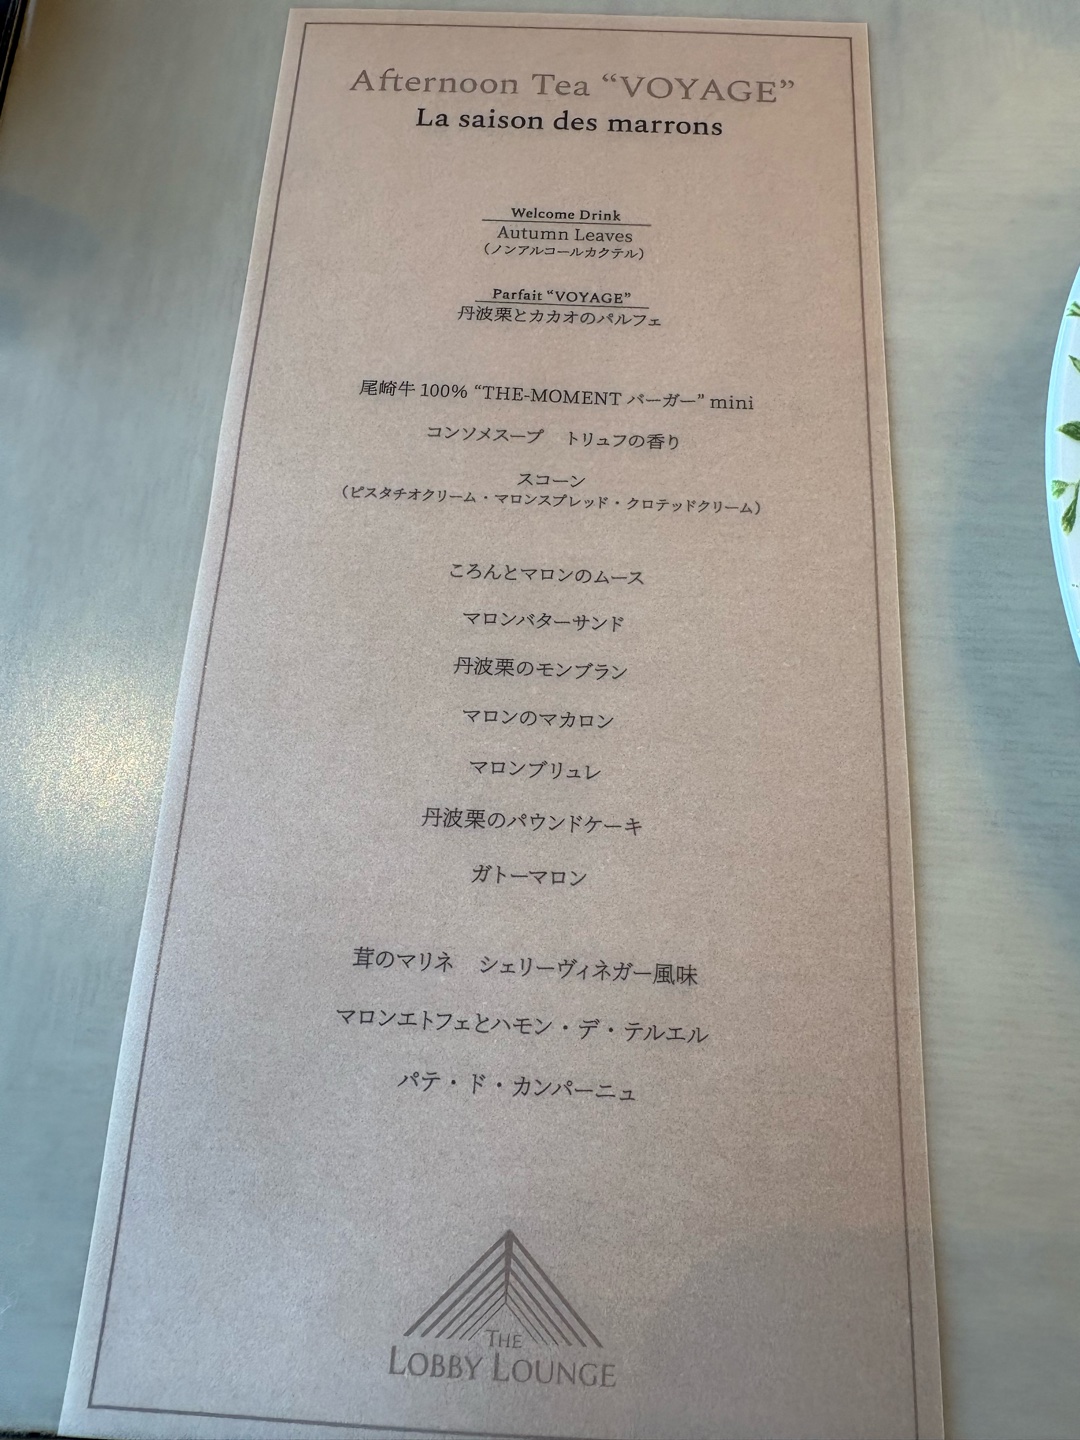 Afternoon Tea “VOYAGE”
La saison des marrons
Welcome Drink
Autumn Leaves
（ノンアルコールカクテル）
Parfait “VOYAGE”
丹波栗とカカオのパルフェ
尾崎牛 100% “THE-MOMENT バーガー” mini
コンソメスープ　トリュフの香り
スコーン
（ピスタチオクリーム・マロンスプレッド・クロテッドクリーム）
ころんとマロンのムース
マロンバターサンド
丹波栗のモンブラン
マロンのマカロン
マロンブリュレ
丹波栗のパウンドケーキ
ガトーマロン
茸のマリネ　シェリーヴィネガー風味
マロンエトフェとハモン・デ・テルエル
パテ・ド・カンパーニュ
THE
LOBBY LOUNGE